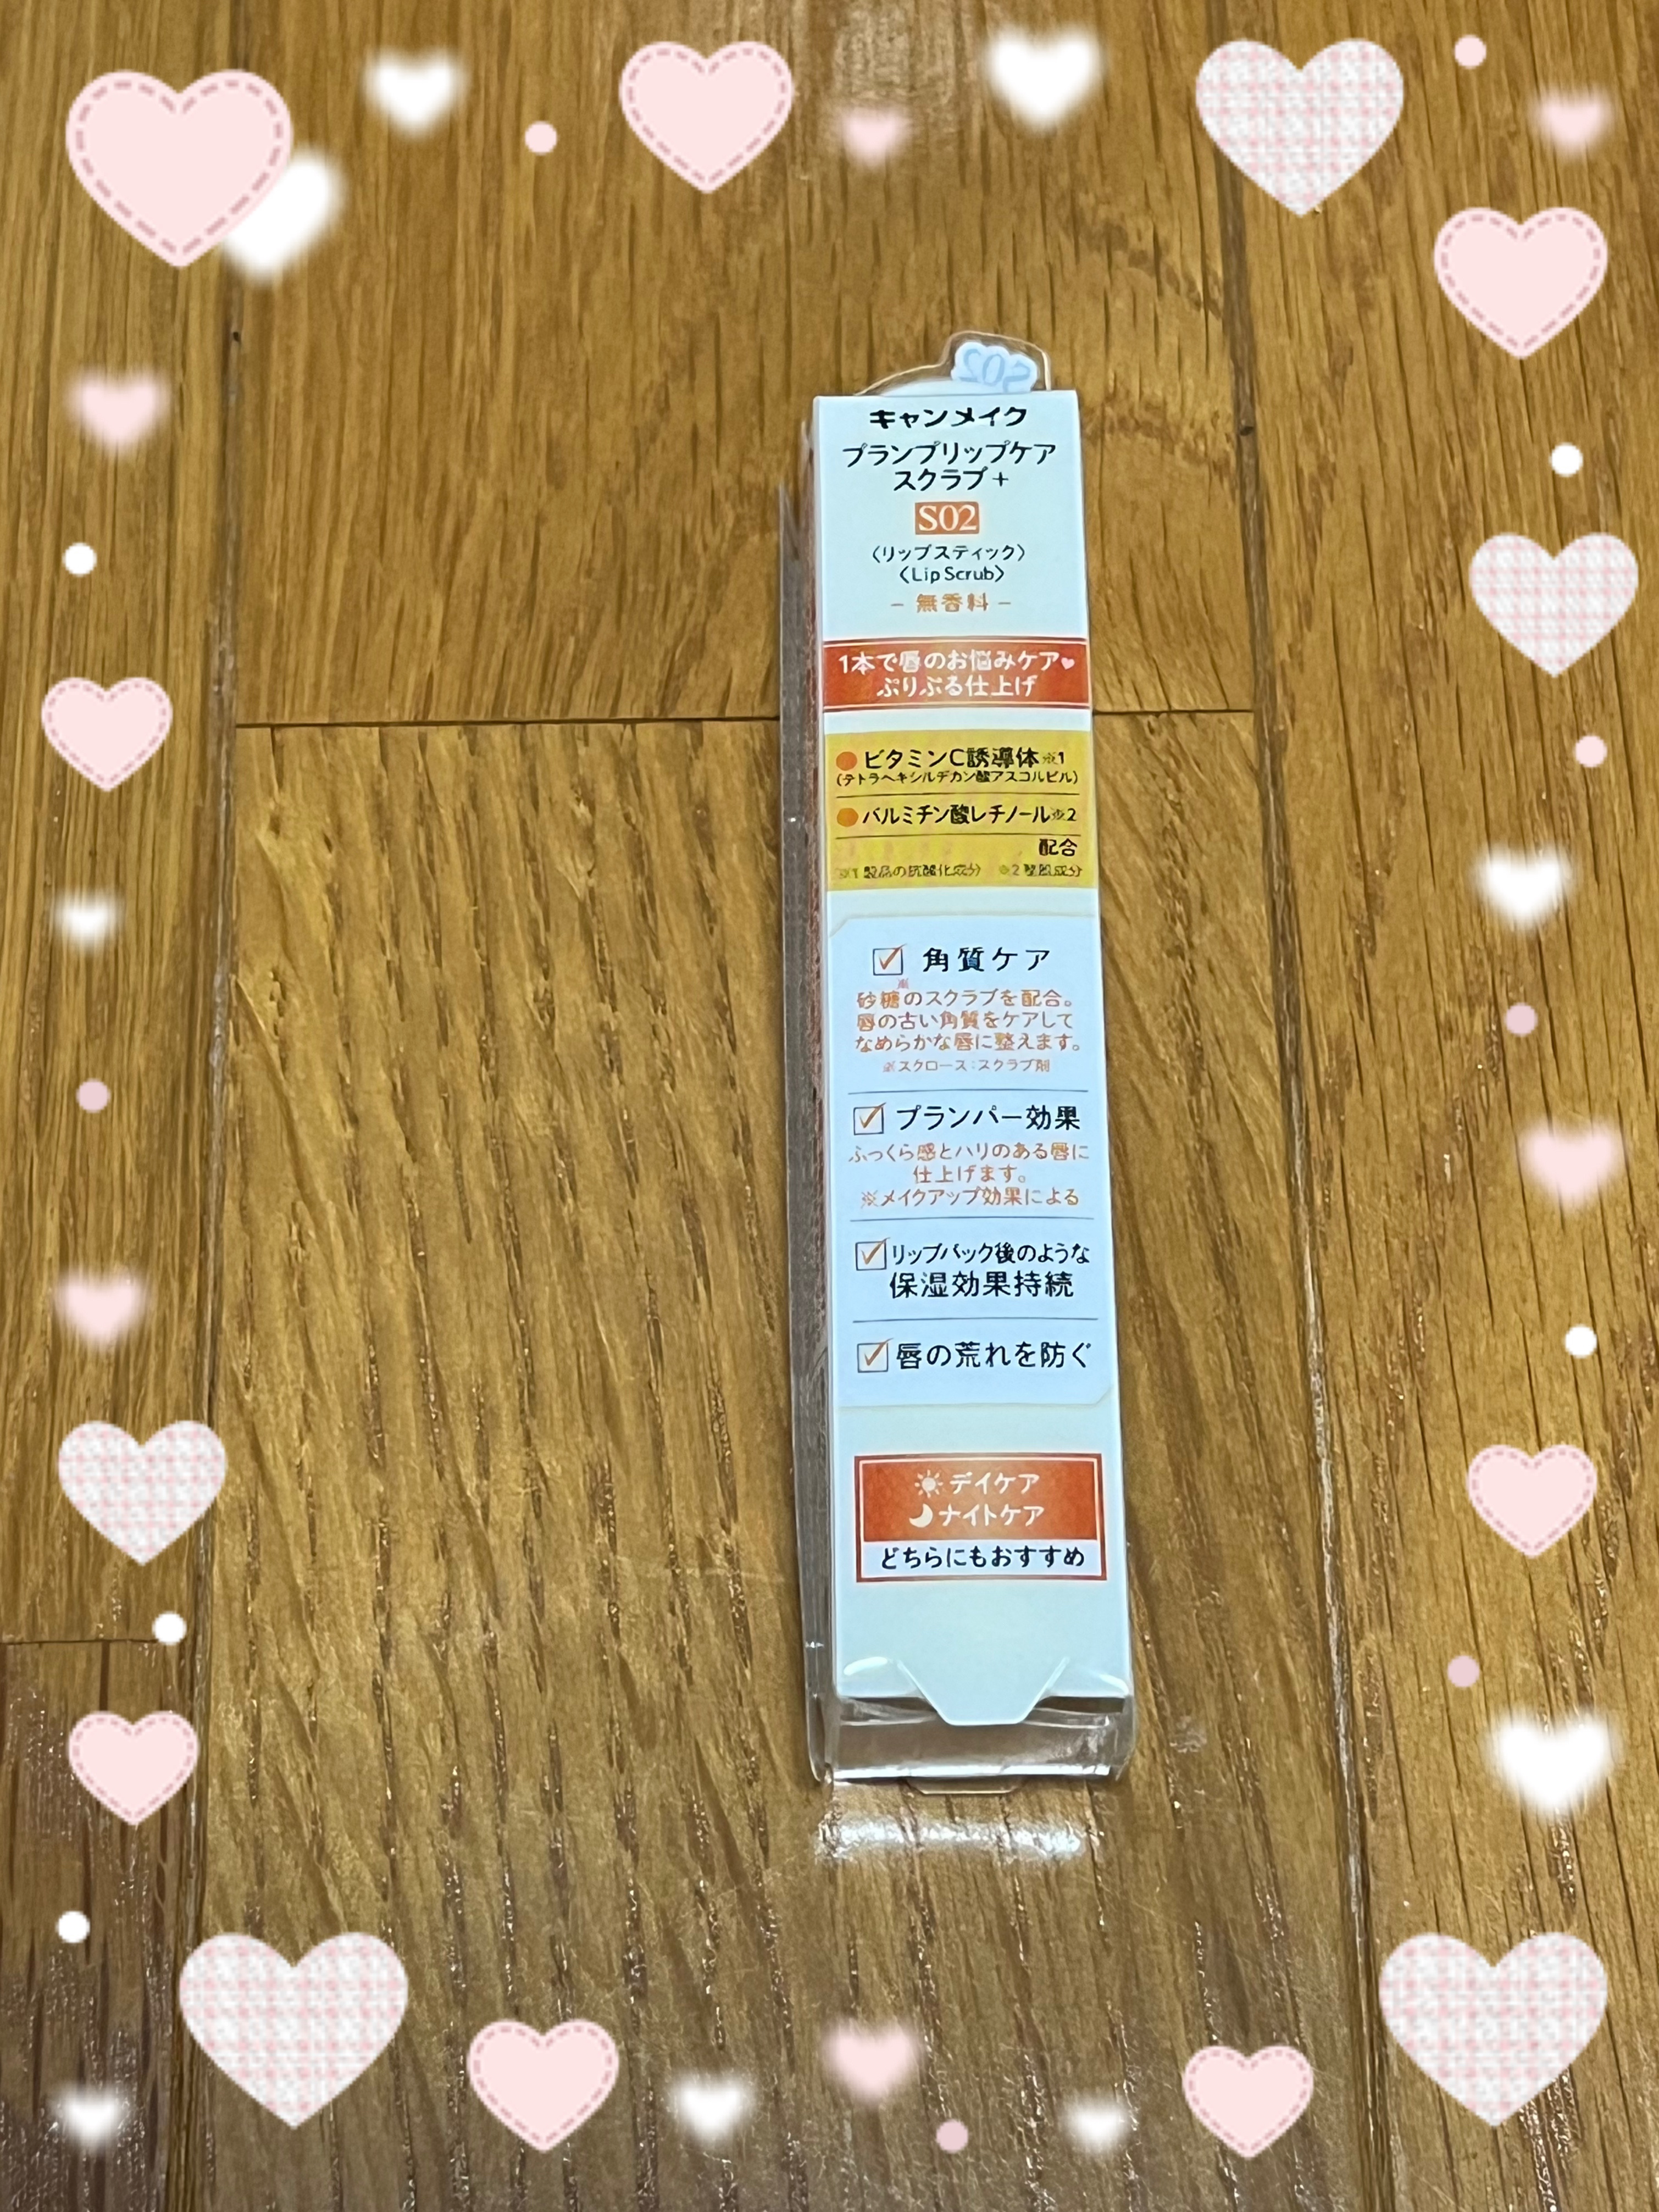 S02
キャンメイク
プランプリップケア
スクラブ+
S02
〈リップスティック〉
〈Lip Scrub〉
- 無香料 -
1本で唇のお悩みケア♥
ぷりぷる仕上げ
● ビタミンC誘導体※1
(テトラヘキシルデカン酸アスコルビル)
● パルミチン酸レチノール※2
配合
※1 製品の抗酸化成分 ※2 整肌成分
☑ 角質ケア
砂糖※のスクラブを配合。
唇の古い角質をケアして
なめらかな唇に整えます。
※スクロース:スクラブ剤
☑ プランパー効果
ふっくら感とハリのある唇に
仕上げます。
※メイクアップ効果による
☑ リップパック後のような
保湿効果持続
☑ 唇の荒れを防ぐ
デイケア
ナイトケア
どちらにもおすすめ